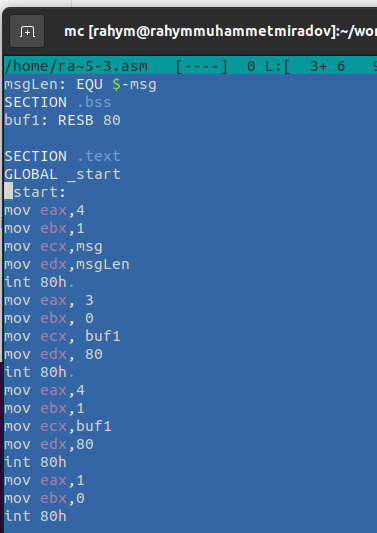 mc [rahym@rahymmuhammetmiradov]:~/wor
/home/ra~5-3.asm [----] 0 L:[ 3+ 6 9
msgLen: EQU $-msg
SECTION .bss
buf1: RESB 80
SECTION .text
GLOBAL _start
_start:
mov eax,4
mov ebx,1
mov ecx,msg
mov edx,msgLen
int 80h.
mov eax, 3
mov ebx, 0
mov ecx, buf1
mov edx, 80
int 80h.
mov eax,4
mov ebx,1
mov ecx,buf1
mov edx,80
int 80h
mov eax,1
mov ebx,0
int 80h